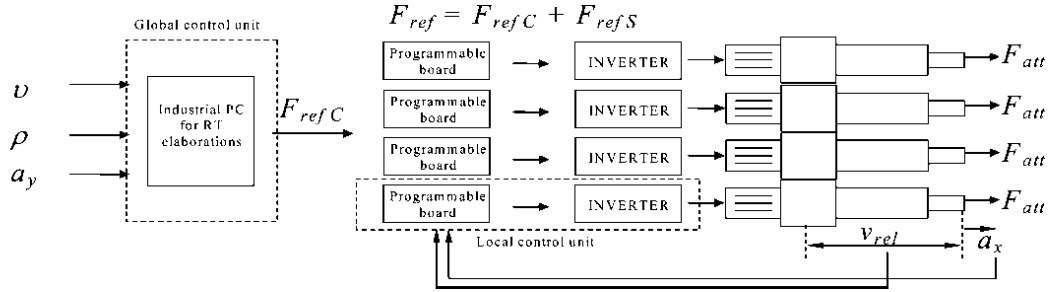 F_ref = F_ref C + F_ref S
Global control unit
υ
ρ
a_y
Industrial PC
for RT
elaborations
F_ref C
Programmable
board
INVERTER
F_att
Programmable
board
INVERTER
F_att
Programmable
board
INVERTER
F_att
Programmable
board
INVERTER
F_att
Local control unit
v_rel
a_x